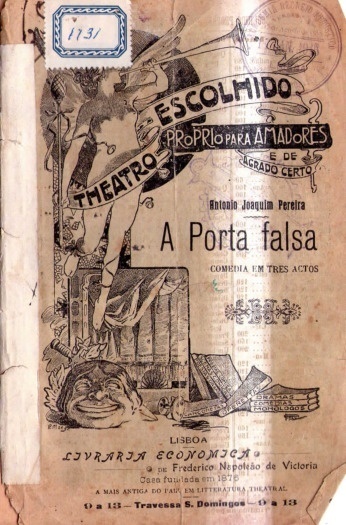 1731
THEATRO ESCOLHIDO
PROPRIO PARA AMADORES
E DE
AGRADO CERTO
Antonio Joaquim Pereira
A Porta falsa
COMEDIA EM TRES ACTOS
DRAMAS
COMEDIAS
MONOLOGOS
LISBOA
LIVRARIA ECONOMICA
DE Frederico Napoleão de Victoria
Casa fundada em 1875
A MAIS ANTIGA DO PAIZ, EM LITTERATURA THEATRAL
9 a 13 — Travessa S. Domingos — 9 a 13